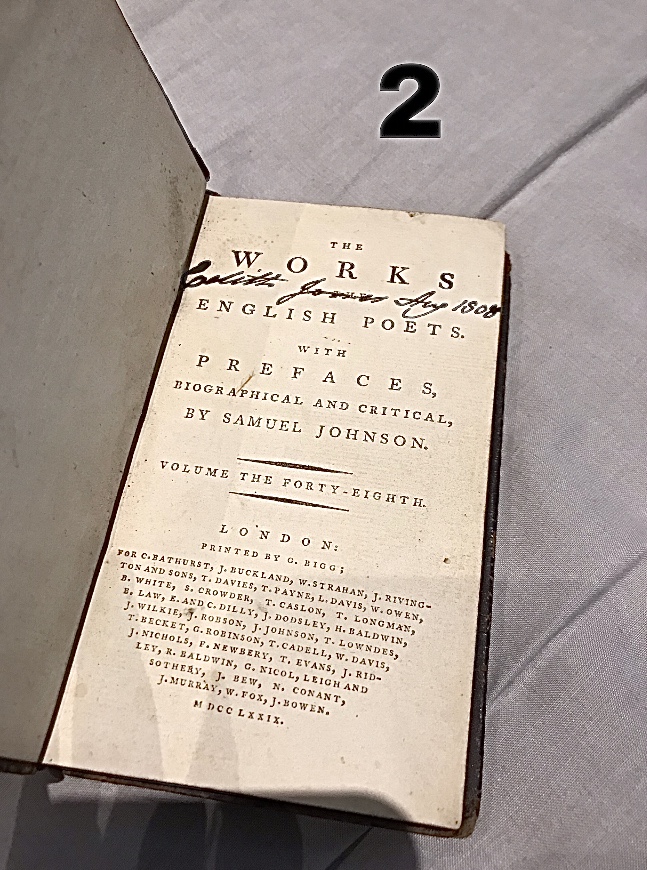 2
THE
WORKS
Jones Aug 1808
ENGLISH POETS.
WITH
PREFACES,
BIOGRAPHICAL AND CRITICAL,
BY SAMUEL JOHNSON.
VOLUME THE FORTY-EIGHTH.
LONDON:
PRINTED BY G. BIGG;
FOR C. BATHURST, J. BUCKLAND, W. STRAHAN, J. RIVING-
TON AND SONS, T. DAVIES, T. PAYNE, L. DAVIS, W. OWEN,
B. WHITE, S. CROWDER, T. CASLON, T. LONGMAN,
B. LAW, E. AND C. DILLY, J. DODSLEY, H. BALDWIN,
J. WILKIE, J. ROBSON, J. JOHNSON, T. LOWNDES,
T. BECKET, G. ROBINSON, T. CADELL, W. DAVIS,
J. NICHOLS, F. NEWBERY, T. EVANS, J. RID-
LEY, R. BALDWIN, G. NICOL, LEIGH AND
SOTHEBY, J. BEW, N. CONANT,
J. MURRAY, W. FOX, J. BOWEN.
MDCCLXXIX.